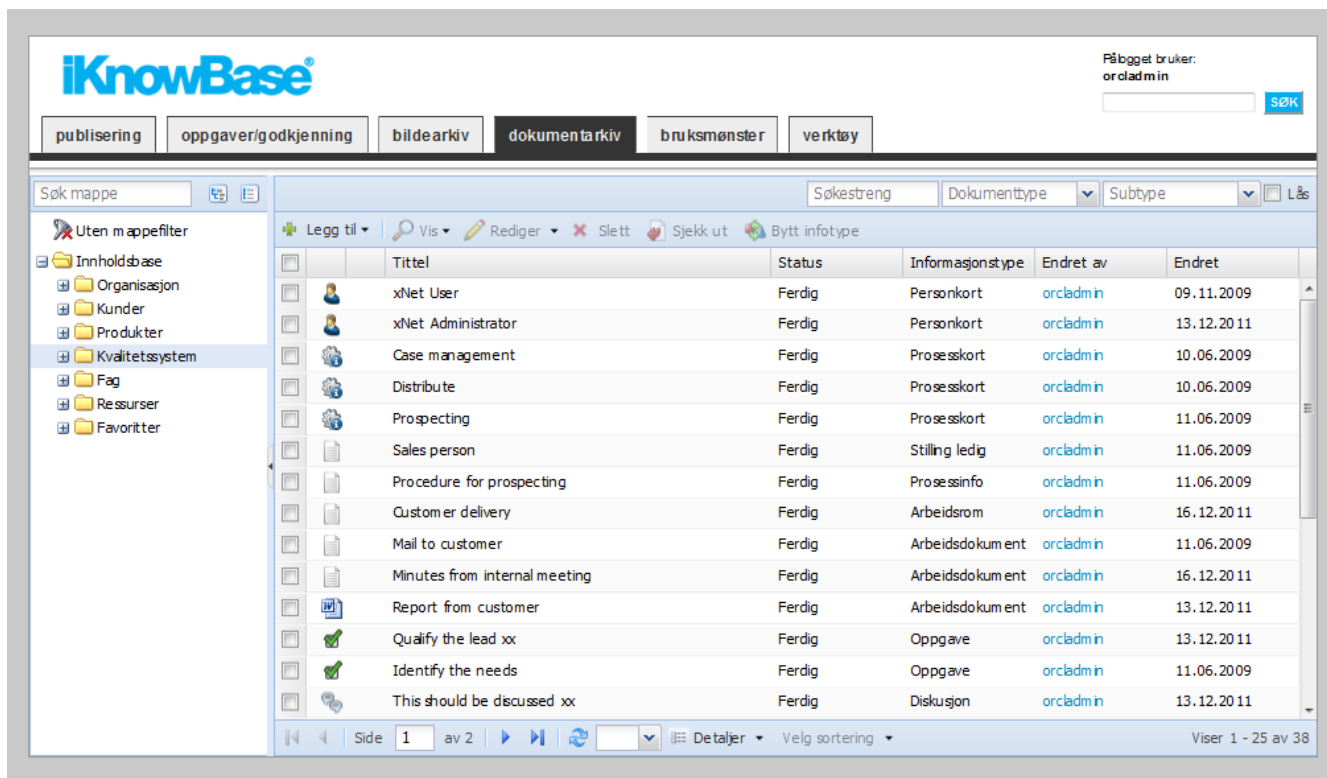 iKnowBase®
Pålogget bruker:
orcladmin
SØK
publisering oppgaver/godkjenning bildearkiv dokumentarkiv bruksmønster verktøy
Søk mappe
Søkestreng Dokumenttype Subtype Lås
Uten mappefilter
Innholdsbase
Organisasjon
Kunder
Produkter
Kvalitetssystem
Fag
Ressurser
Favoritter
Legg til Vis Rediger Slett Sjekk ut Bytt infotype
Tittel Status Informasjonstype Endret av Endret
xNet User Ferdig Personkort orcladmin 09.11.2009
xNet Administrator Ferdig Personkort orcladmin 13.12.2011
Case management Ferdig Prosesskort orcladmin 10.06.2009
Distribute Ferdig Prosesskort orcladmin 10.06.2009
Prospecting Ferdig Prosesskort orcladmin 11.06.2009
Sales person Ferdig Stilling ledig orcladmin 11.06.2009
Procedure for prospecting Ferdig Prosessinfo orcladmin 11.06.2009
Customer delivery Ferdig Arbeidsrom orcladmin 16.12.2011
Mail to customer Ferdig Arbeidsdokument orcladmin 11.06.2009
Minutes from internal meeting Ferdig Arbeidsdokument orcladmin 16.12.2011
Report from customer Ferdig Arbeidsdokument orcladmin 13.12.2011
Qualify the lead xx Ferdig Oppgave orcladmin 13.12.2011
Identify the needs Ferdig Oppgave orcladmin 11.06.2009
This should be discussed xx Ferdig Diskusjon orcladmin 13.12.2011
Side 1 av 2 Detaljer Velg sortering Viser 1 - 25 av 38